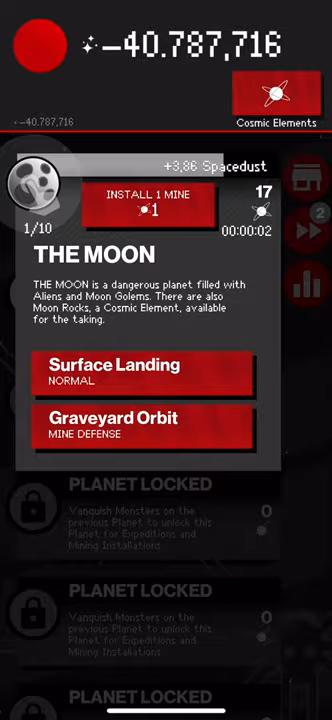 -40.787,716
-40.787,716
Cosmic Elements
+3,86 Spacedust
INSTALL 1 MINE
1
17
1/10
00:00:02
2
THE MOON
THE MOON is a dangerous planet filled with
Aliens and Moon Golems. There are also
Moon Rocks, a Cosmic Element, available
for the taking.
Surface Landing
NORMAL
Graveyard Orbit
MINE DEFENSE
PLANET LOCKED
0
Vanquish Monsters on the
previous Planet to unlock this
Planet for Expeditions and
Mining Installations
PLANET LOCKED
0
Vanquish Monsters on the
previous Planet to unlock this
Planet for Expeditions and
Mining Installations
PLANET LOCKED